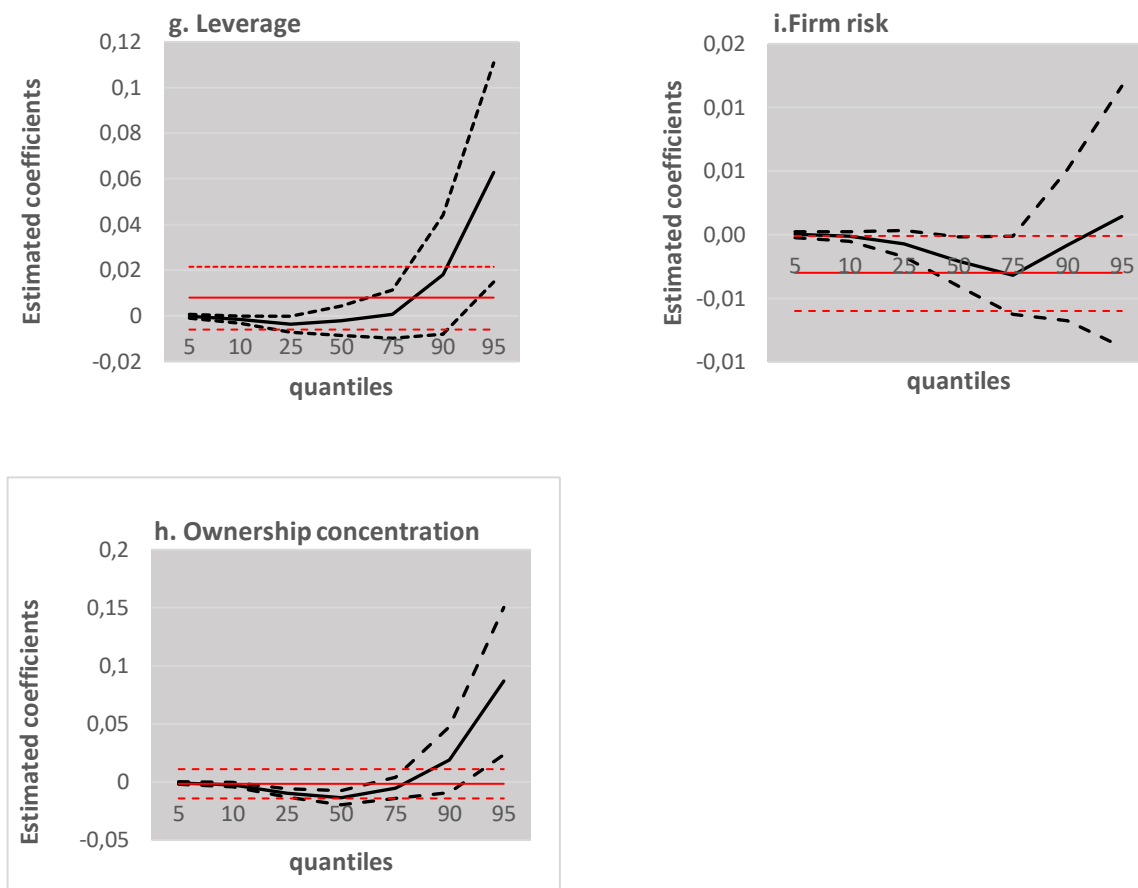 g. Leverage
0,12
0,1
0,08
0,06
0,04
0,02
0
-0,02
Estimated coefficients
5 10 25 50 75 90 95
quantiles
i.Firm risk
0,02
0,01
0,01
0,00
-0,01
-0,01
Estimated coefficients
5 10 25 50 75 90 95
quantiles
h. Ownership concentration
0,2
0,15
0,1
0,05
0
-0,05
Estimated coefficients
5 10 25 50 75 90 95
quantiles